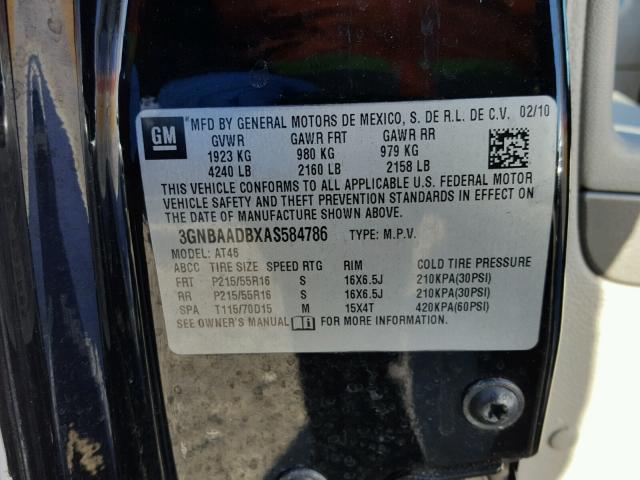 GM
MFD BY GENERAL MOTORS DE MEXICO, S. DE R.L. DE C.V. 02/10
GVWR GAWR FRT GAWR RR
1923 KG 980 KG 979 KG
4240 LB 2160 LB 2158 LB
THIS VEHICLE CONFORMS TO ALL APPLICABLE U.S. FEDERAL MOTOR
VEHICLE SAFETY AND THEFT PREVENTION STANDARDS IN EFFECT ON
THE DATE OF MANUFACTURE SHOWN ABOVE.
3GNBAADBXAS584786 TYPE: M.P.V.
MODEL: AT46
ABCC TIRE SIZE SPEED RTG RIM COLD TIRE PRESSURE
FRT P215/55R16 S 16X6.5J 210KPA(30PSI)
RR P215/55R16 S 16X6.5J 210KPA(30PSI)
SPA T115/70D15 M 15X4T 420KPA(60PSI)
SEE OWNER'S MANUAL FOR MORE INFORMATION.